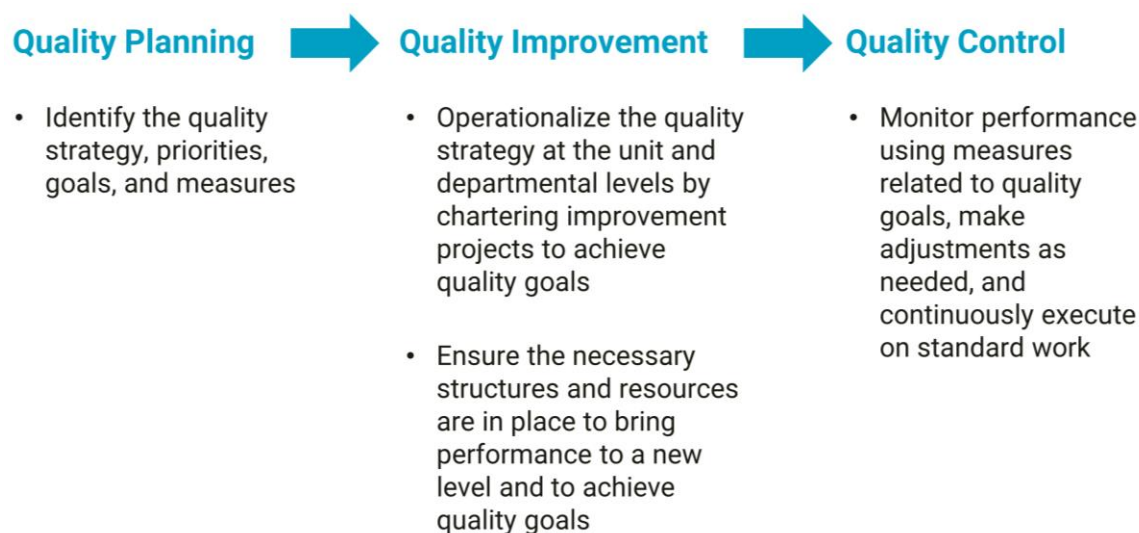 Quality Planning
• Identify the quality
strategy, priorities,
goals, and measures
Quality Improvement
• Operationalize the quality
strategy at the unit and
departmental levels by
chartering improvement
projects to achieve
quality goals
• Ensure the necessary
structures and resources
are in place to bring
performance to a new
level and to achieve
quality goals
Quality Control
• Monitor performance
using measures
related to quality
goals, make
adjustments as
needed, and
continuously execute
on standard work